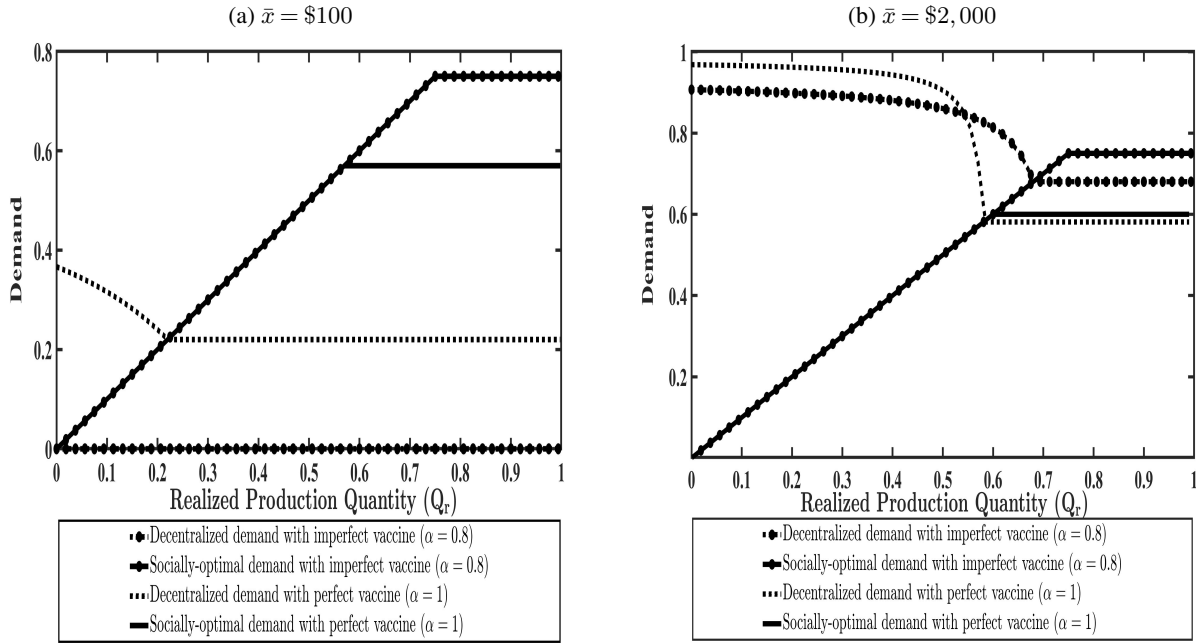 (a) x̄ = $100
0.8
0.6
0.4
0.2
0
Demand
0 0.1 0.2 0.3 0.4 0.5 0.6 0.7 0.8 0.9 1
Realized Production Quantity (Qr)
Decentralized demand with imperfect vaccine (α = 0.8)
Socially-optimal demand with imperfect vaccine (α = 0.8)
Decentralized demand with perfect vaccine (α = 1)
Socially-optimal demand with perfect vaccine (α = 1)
(b) x̄ = $2,000
1
0.8
0.6
0.4
0.2
Demand
0 0.1 0.2 0.3 0.4 0.5 0.6 0.7 0.8 0.9 1
Realized Production Quantity (Qr)
Decentralized demand with imperfect vaccine (α = 0.8)
Socially-optimal demand with imperfect vaccine (α = 0.8)
Decentralized demand with perfect vaccine (α = 1)
Socially-optimal demand with perfect vaccine (α = 1)